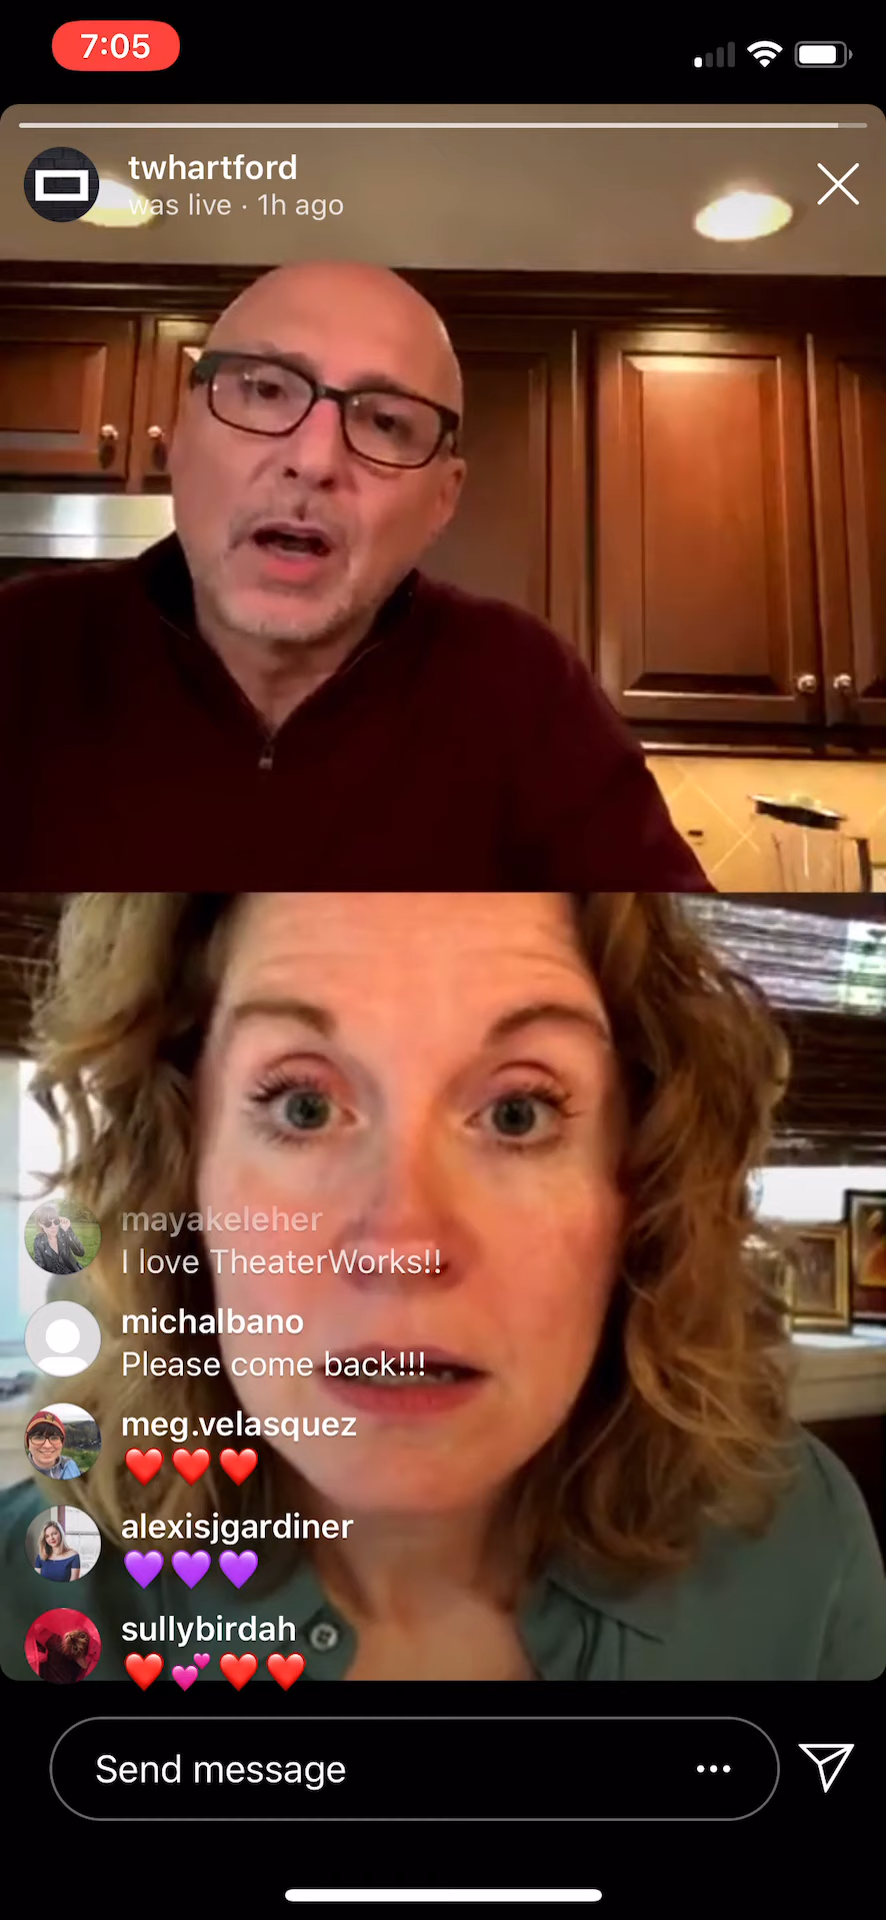 7:05
twhartford
was live · 1h ago
mayakeleher
I love TheaterWorks!!
michalbano
Please come back!!!
meg.velasquez
❤️❤️❤️
alexisjgardiner
💜💜💜
sullybirdah
❤️💕❤️❤️
Send message